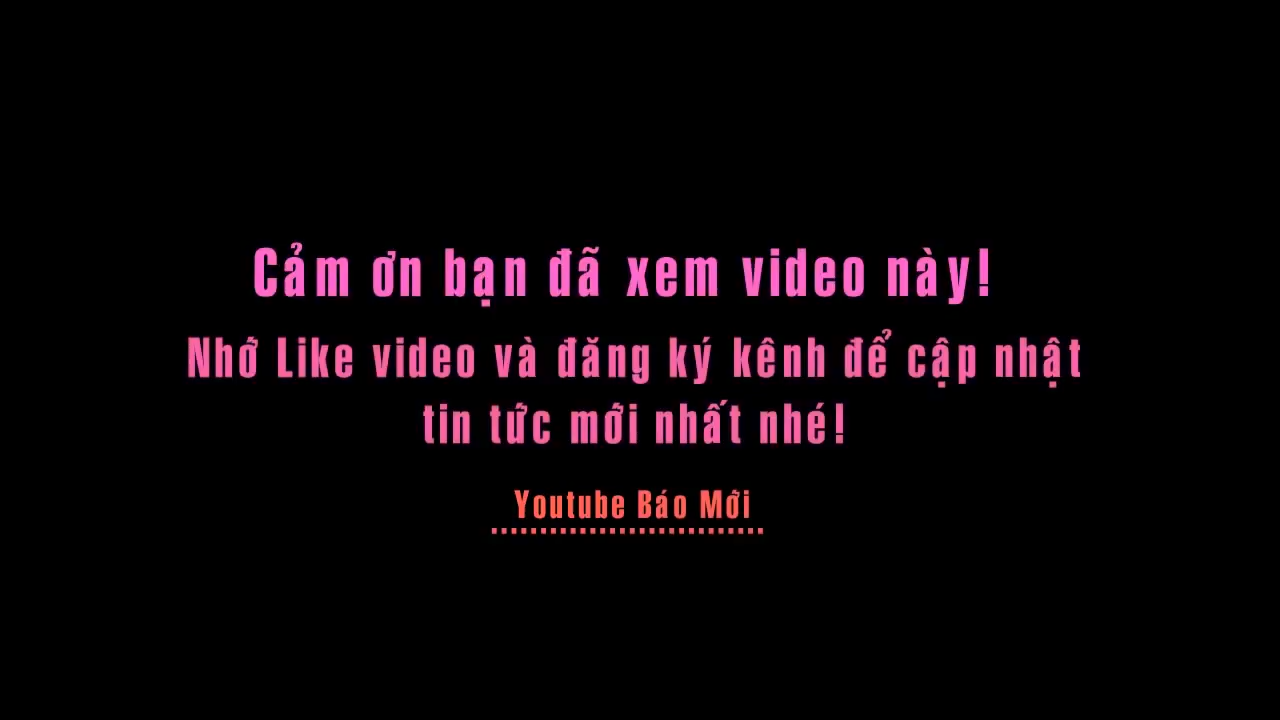 Cảm ơn bạn đã xem video này!
Nhớ Like video và đăng ký kênh để cập nhật
tin tức mới nhất nhé!
Youtube Báo Mới